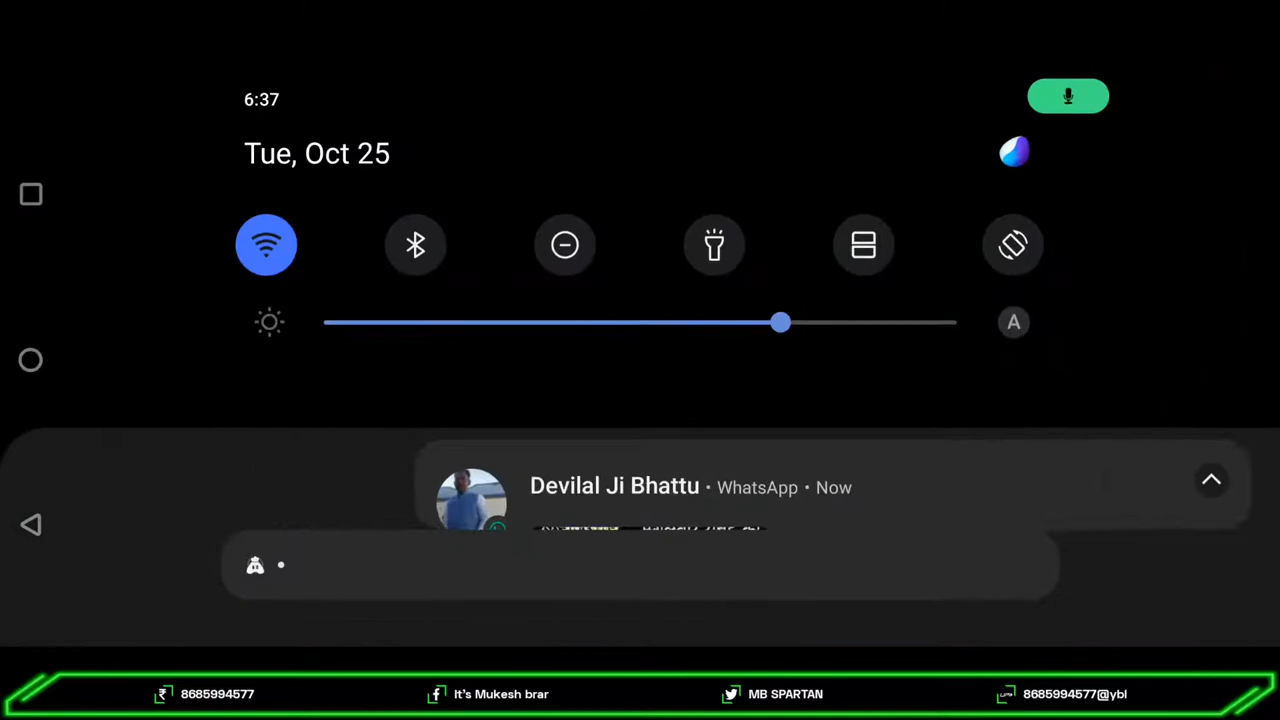 6:37
Tue, Oct 25
A
Devilal Ji Bhattu • WhatsApp • Now
8685994577
It's Mukesh brar
MB SPARTAN
8685994577@ybl